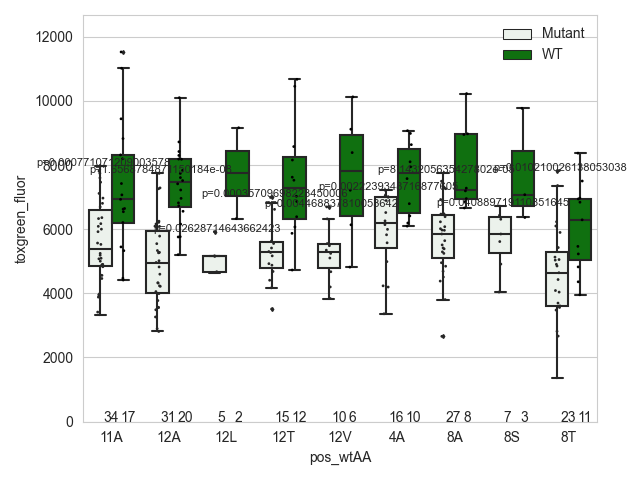 12000
Mutant
WT
10000
8000
6000
4000
2000
0
toxgreen_fluor
p=0.02628714643662423
34 17 31 20 5 2 15 12 10 6 16 10 27 8 7 3 23 11
11A 12A 12L 12T 12V 4A 8A 8S 8T
pos_wtAA